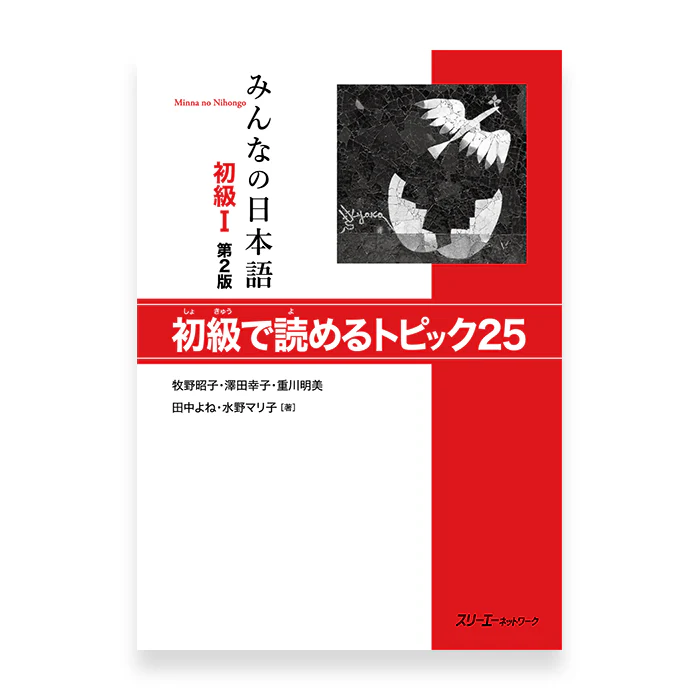 みんなの日本語
Minna no Nihongo
初級I
第2版
しょ きゅう よ
初級で読めるトピック25
牧野昭子・澤田幸子・重川明美
田中よね・水野マリ子［著］
スリーエーネットワーク